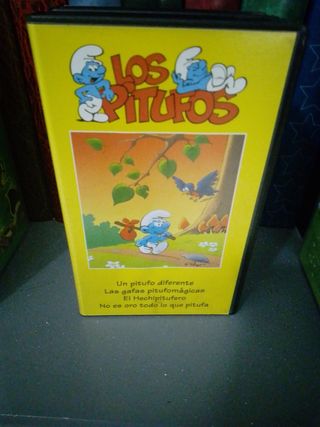 LOS
PITUFOS
Un pitufo diferente
Las gafas pitufomágicas
El Hechipitufero
No es oro todo lo que pitufa